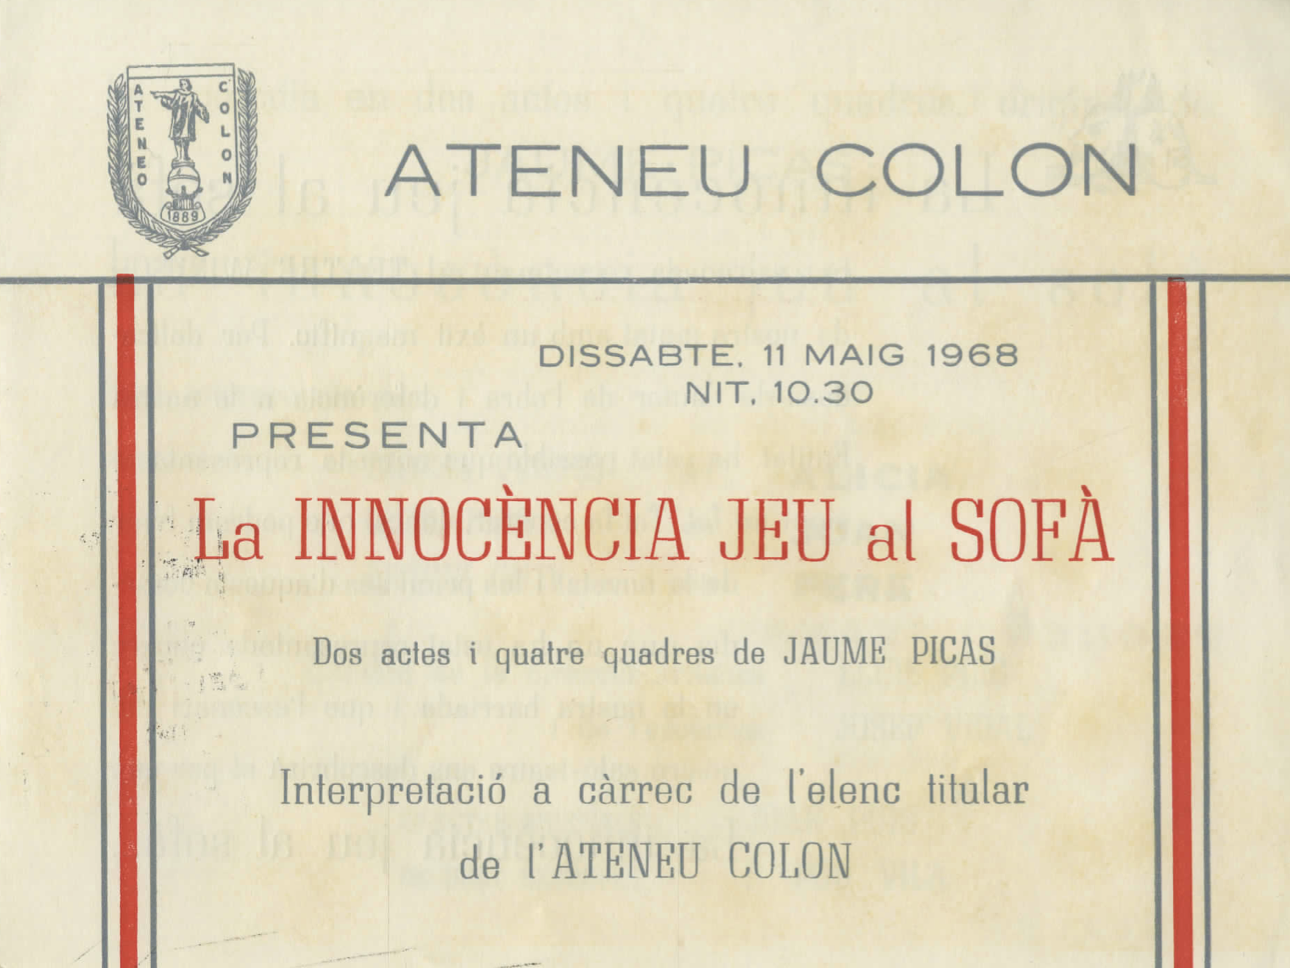 ATENEO COLON
1889
ATENEU COLON
DISSABTE, 11 MAIG 1968
NIT, 10.30
PRESENTA
La INNOCÈNCIA JEU al SOFÀ
Dos actes i quatre quadres de JAUME PICAS
Interpretació a càrrec de l'elenc titular
de l'ATENEU COLON